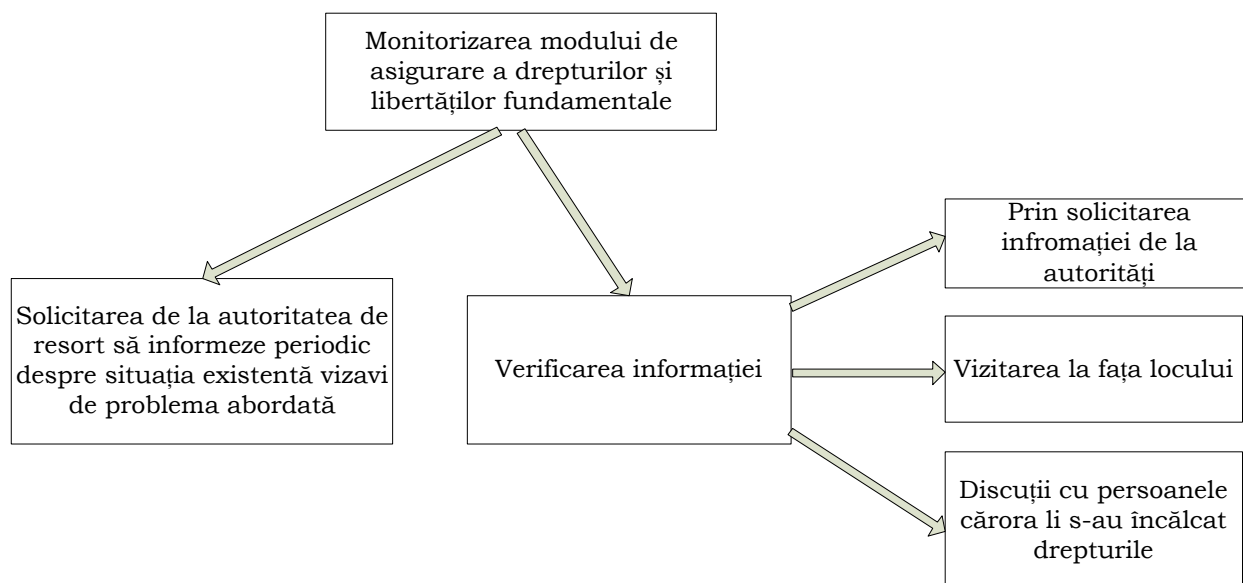 Monitorizarea modului de
asigurare a drepturilor și
libertăților fundamentale
Solicitarea de la autoritatea de
resort să informeze periodic
despre situația existentă vizavi
de problema abordată
Verificarea informației
Prin solicitarea
infromației de la
autorități
Vizitarea la fața locului
Discuții cu persoanele
cărora li s-au încălcat
drepturile